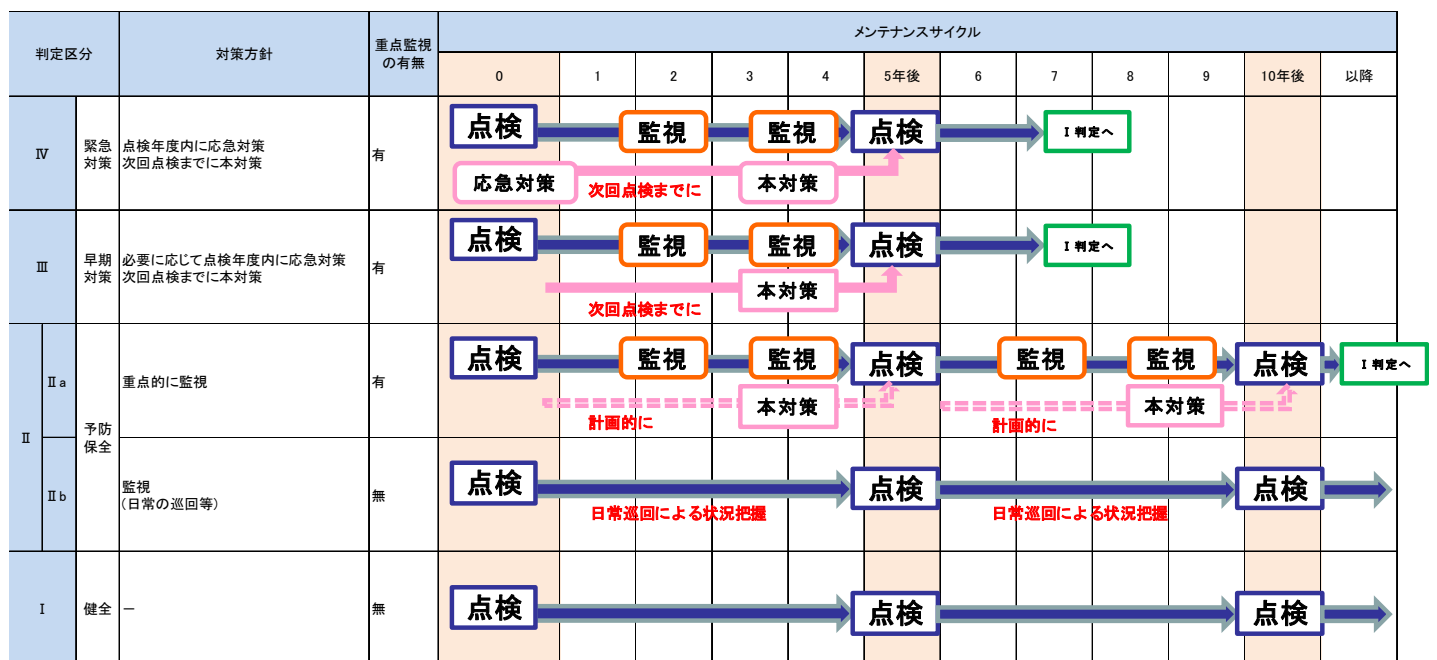 判定区分
対策方針
重点監視
の有無
メンテナンスサイクル
0
1
2
3
4
5年後
6
7
8
9
10年後
以降
Ⅳ
緊急
対策
点検年度内に応急対策
次回点検までに本対策
有
点検
監視
監視
点検
Ⅰ判定へ
応急対策
次回点検までに
本対策
Ⅲ
早期
対策
必要に応じて点検年度内に応急対策
次回点検までに本対策
有
点検
監視
監視
点検
Ⅰ判定へ
次回点検までに
本対策
Ⅱ
Ⅱa
予防
保全
重点的に監視
有
点検
監視
監視
点検
監視
監視
点検
Ⅰ判定へ
計画的に
本対策
計画的に
本対策
Ⅱb
監視
(日常の巡回等)
無
点検
点検
点検
日常巡回による状況把握
日常巡回による状況把握
Ⅰ
健全
－
無
点検
点検
点検